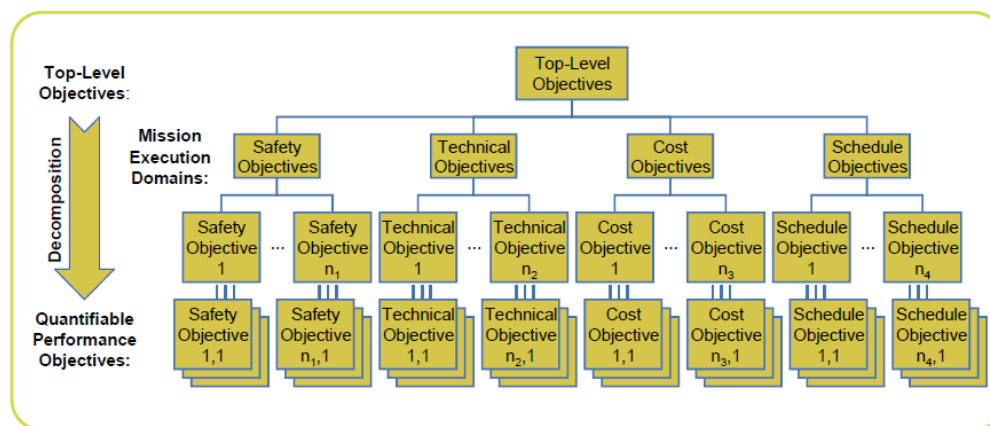 Top-Level
Objectives:
Decomposition
Quantifiable
Performance
Objectives:
Mission
Execution
Domains:
Top-Level
Objectives
Safety
Objectives
Technical
Objectives
Cost
Objectives
Schedule
Objectives
Safety
Objective
1
...
Safety
Objective
n₁
Technical
Objective
1
...
Technical
Objective
n₂
Cost
Objective
1
...
Cost
Objective
n₃
Schedule
Objective
1
...
Schedule
Objective
n₄
Safety
Objective
1,1
Safety
Objective
n₁,1
Technical
Objective
1,1
Technical
Objective
n₂,1
Cost
Objective
1,1
Cost
Objective
n₃,1
Schedule
Objective
1,1
Schedule
Objective
n₄,1